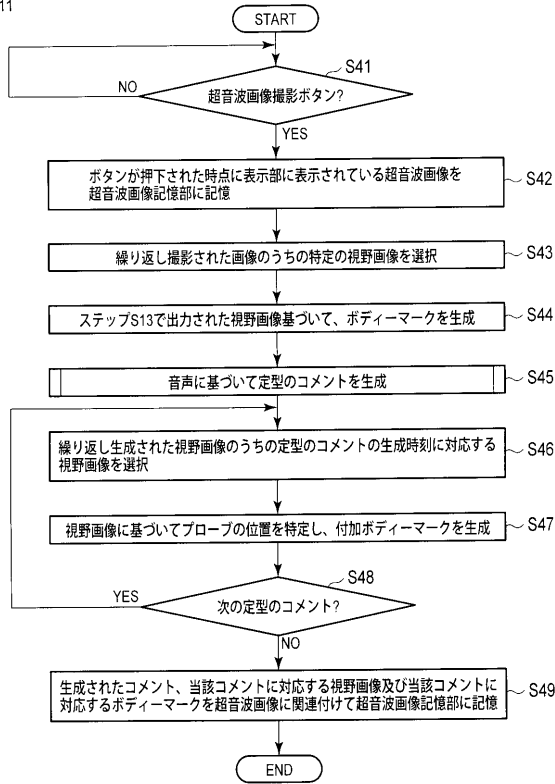 11
START
S41
超音波画像撮影ボタン?
NO
YES
ボタンが押下された時点に表示部に表示されている超音波画像を
超音波画像記憶部に記憶
S42
繰り返し撮影された画像のうちの特定の視野画像を選択
S43
ステップS13で出力された視野画像基づいて、ボディーマークを生成
S44
音声に基づいて定型のコメントを生成
S45
繰り返し生成された視野画像のうちの定型のコメントの生成時刻に対応する
視野画像を選択
S46
視野画像に基づいてプローブの位置を特定し、付加ボディーマークを生成
S47
S48
YES
次の定型のコメント?
NO
生成されたコメント、当該コメントに対応する視野画像及び当該コメントに
対応するボディーマークを超音波画像に関連付けて超音波画像記憶部に記憶
S49
END